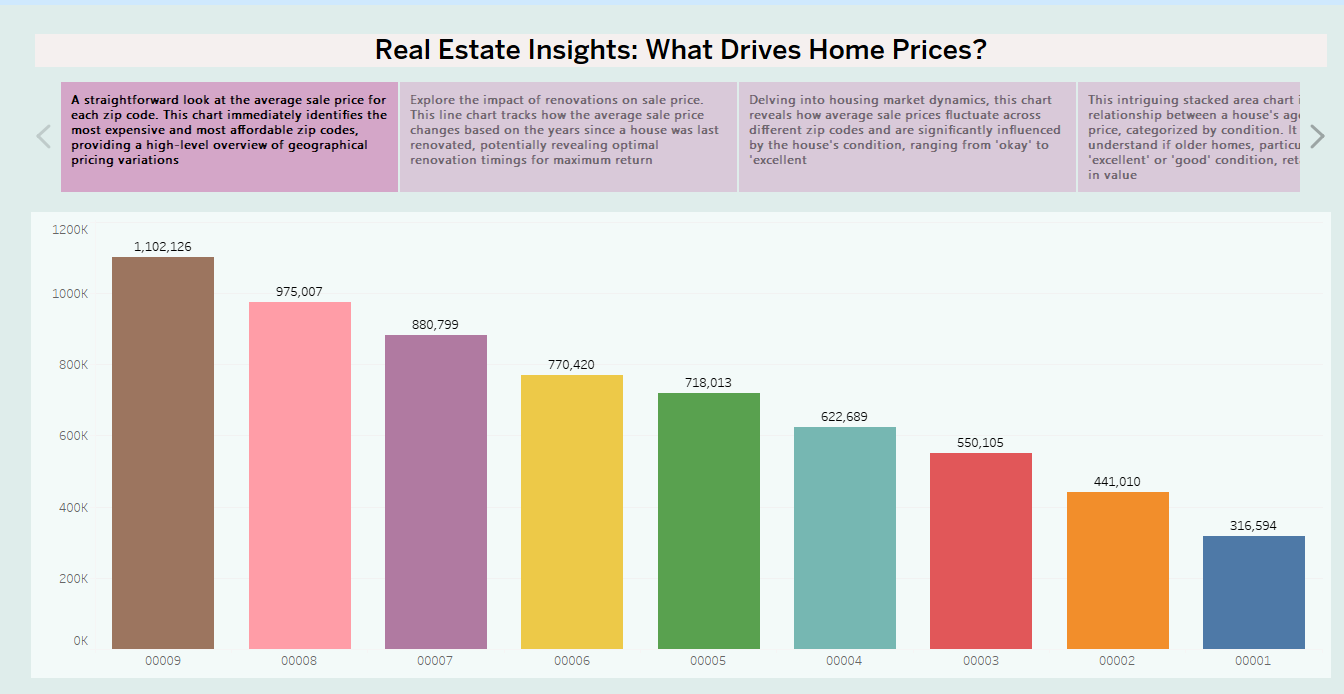 Real Estate Insights: What Drives Home Prices?
A straightforward look at the average sale price for
each zip code. This chart immediately identifies the
most expensive and most affordable zip codes,
providing a high-level overview of geographical
pricing variations
Explore the impact of renovations on sale price.
This line chart tracks how the average sale price
changes based on the years since a house was last
renovated, potentially revealing optimal
renovation timings for maximum return
Delving into housing market dynamics, this chart
reveals how average sale prices fluctuate across
different zip codes and are significantly influenced
by the house's condition, ranging from 'okay' to
'excellent
This intriguing stacked area chart
relationship between a house's
price, categorized by condition. It
understand if older homes,
'excellent' or 'good' condition,
in value
1200K
1000K
800K
600K
400K
200K
0K
1,102,126
975,007
880,799
770,420
718,013
622,689
550,105
441,010
316,594
00009
00008
00007
00006
00005
00004
00003
00002
00001